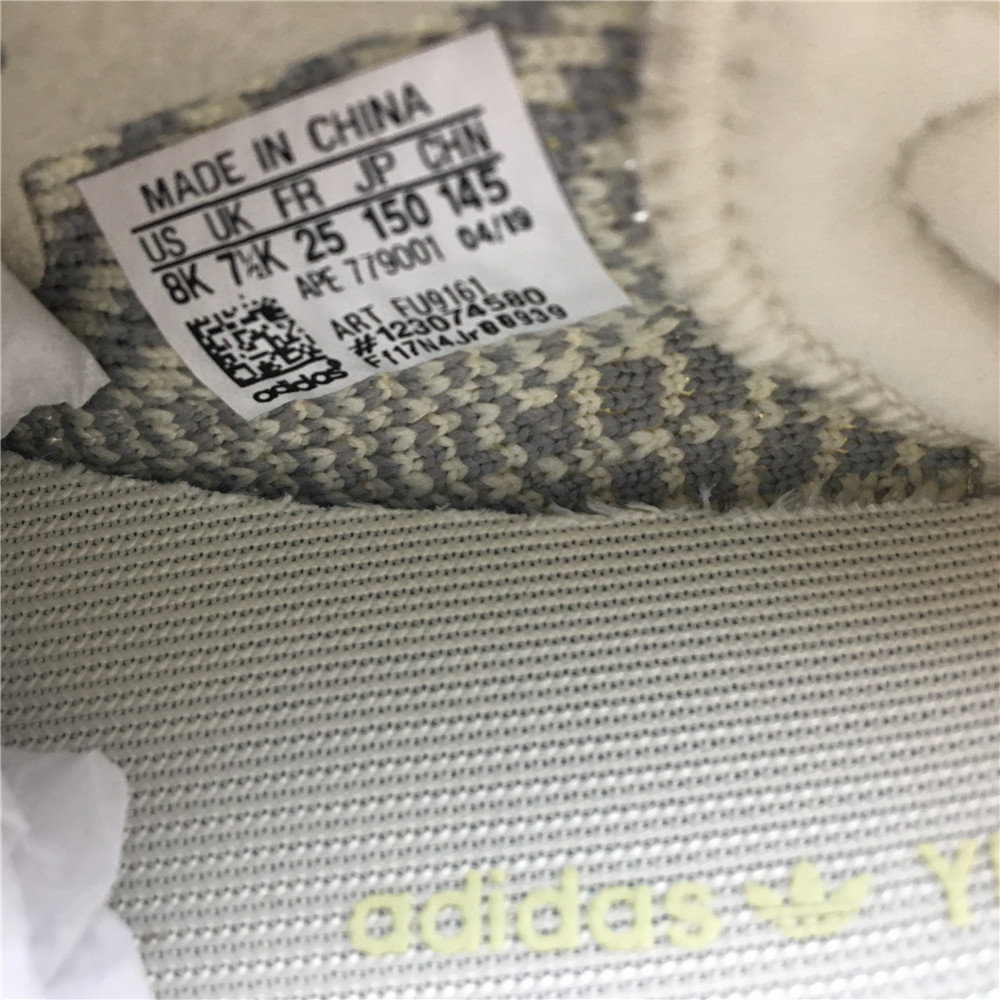 MADE IN CHINA
US UK FR JP CHN
8K 7½K 25 150 145
APE 779001 04/19
ART FU9161
#123074580
F117N4Jr00939
adidas
adidas